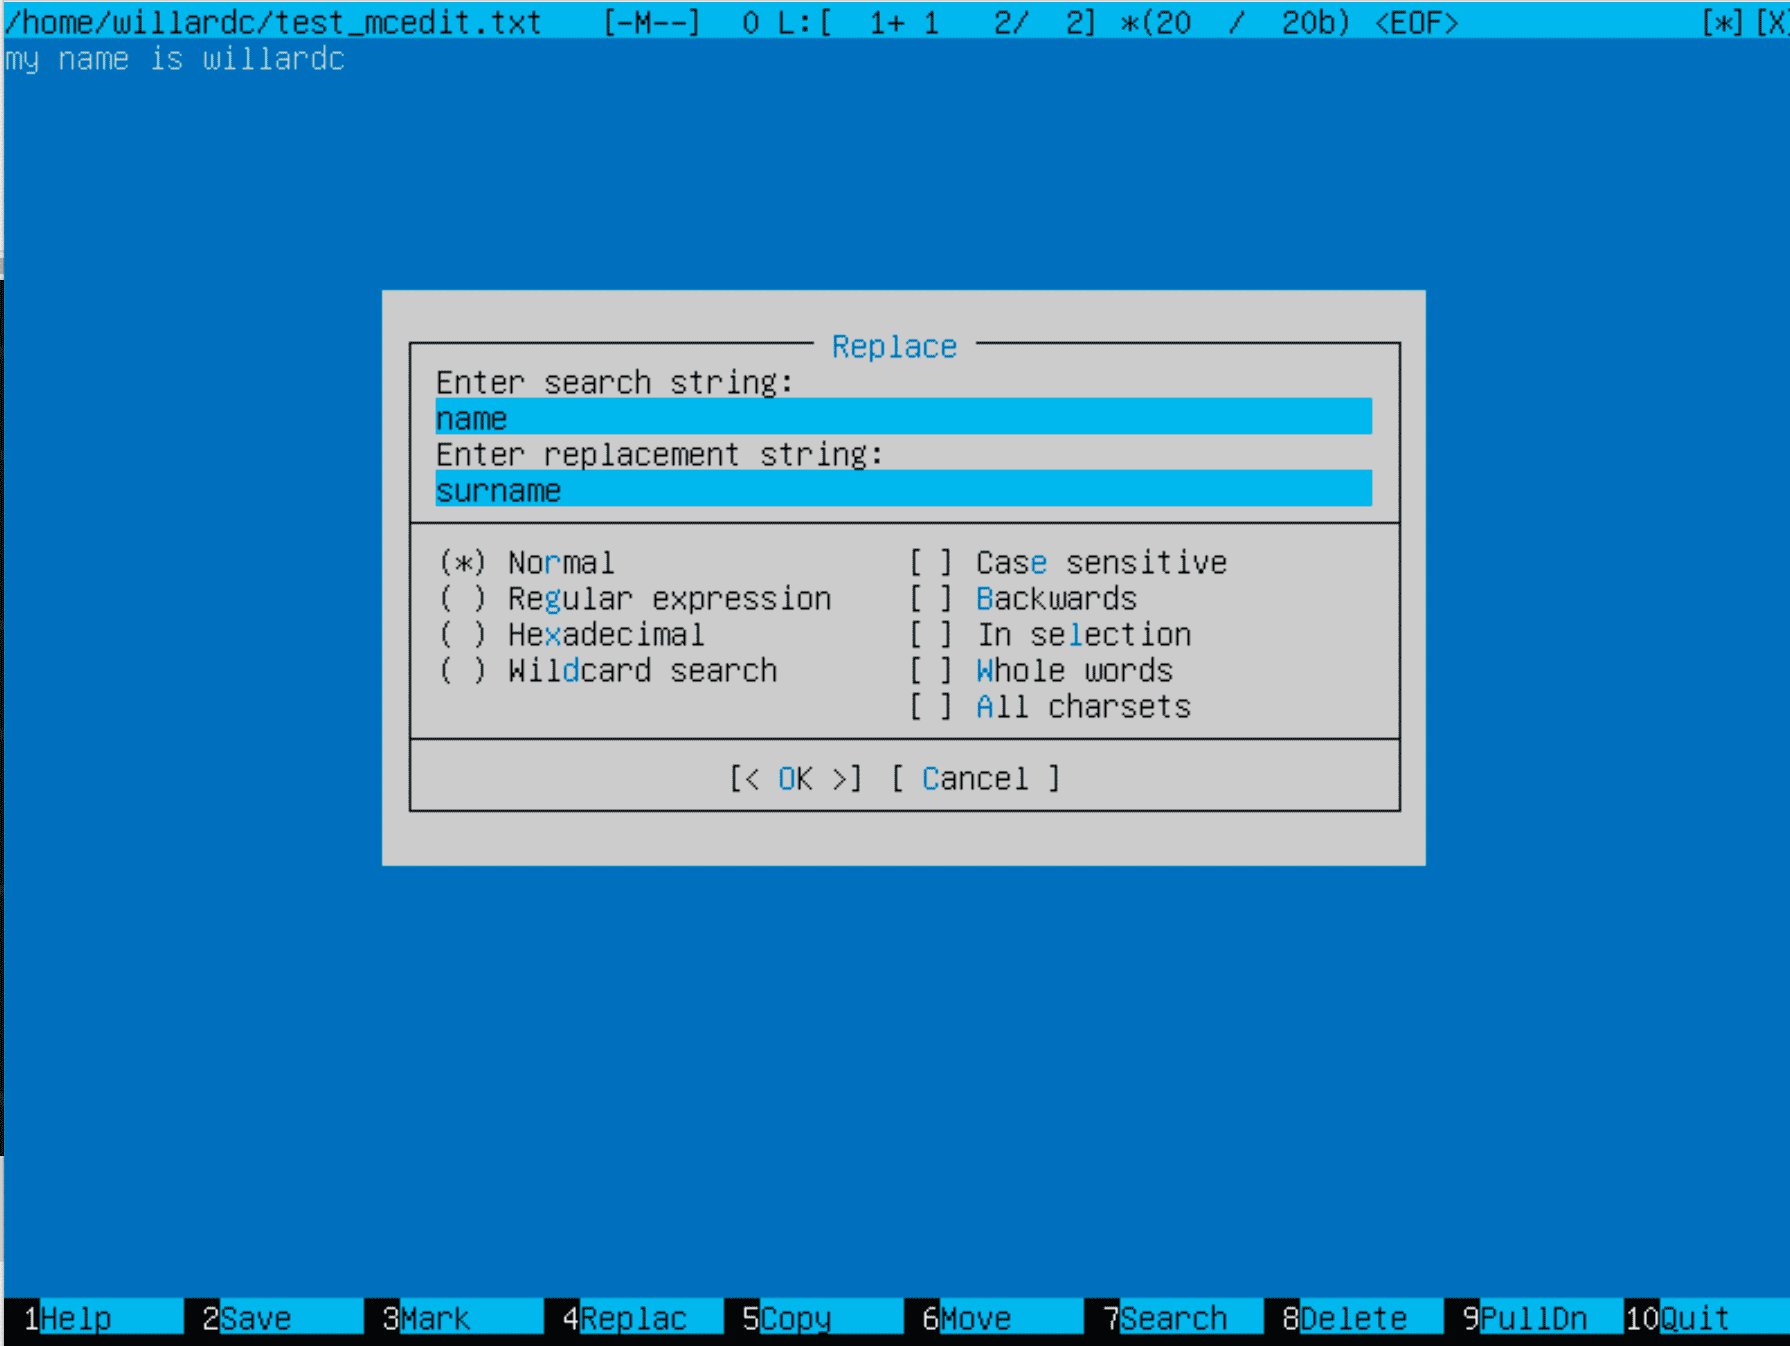 /home/willardc/test_mcedit.txt [-M--] 0 L:[ 1+ 1 2/ 2] *(20 / 20b) <EOF> [*][X]
my name is willardc
Replace
Enter search string:
name
Enter replacement string:
surname
(*) Normal [ ] Case sensitive
( ) Regular expression [ ] Backwards
( ) Hexadecimal [ ] In selection
( ) Wildcard search [ ] Whole words
[ ] All charsets
[< OK >] [ Cancel ]
1Help 2Save 3Mark 4Replac 5Copy 6Move 7Search 8Delete 9PullDn 10Quit